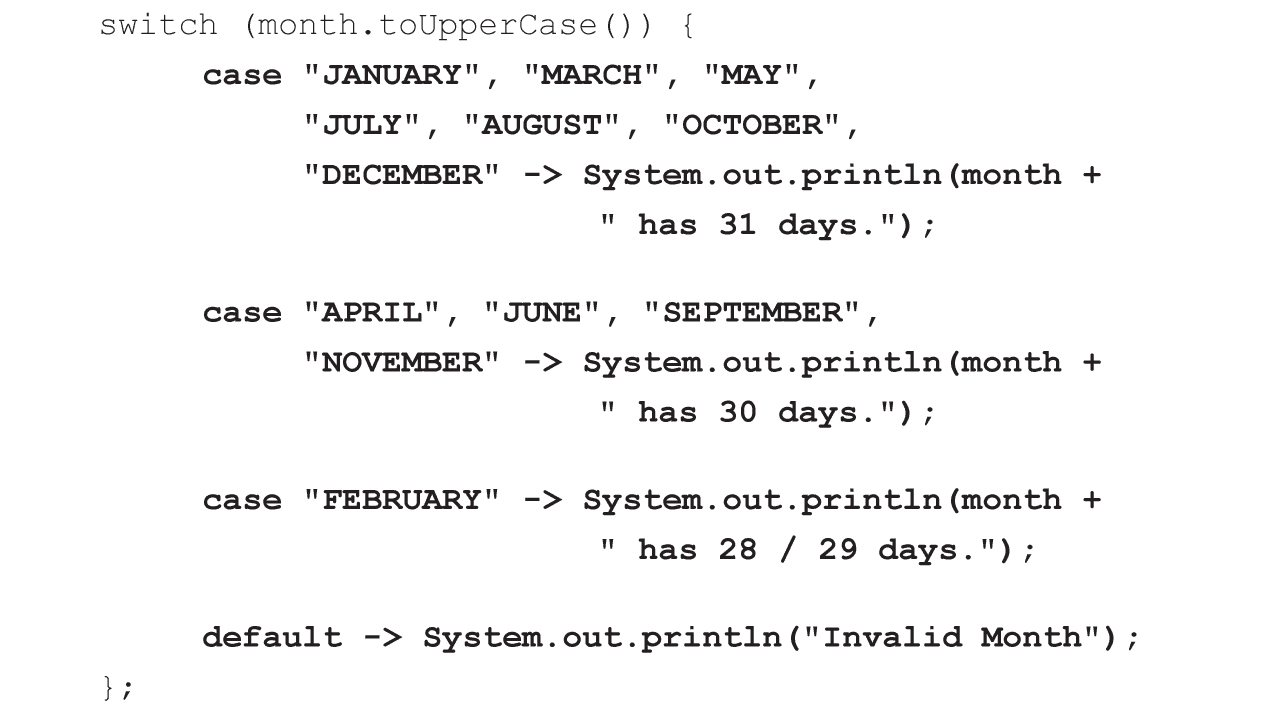 switch (month.toUpperCase()) {
case "JANUARY", "MARCH", "MAY",
"JULY", "AUGUST", "OCTOBER",
"DECEMBER" -> System.out.println(month +
" has 31 days.");
case "APRIL", "JUNE", "SEPTEMBER",
"NOVEMBER" -> System.out.println(month +
" has 30 days.");
case "FEBRUARY" -> System.out.println(month +
" has 28 / 29 days.");
default -> System.out.println("Invalid Month");
};